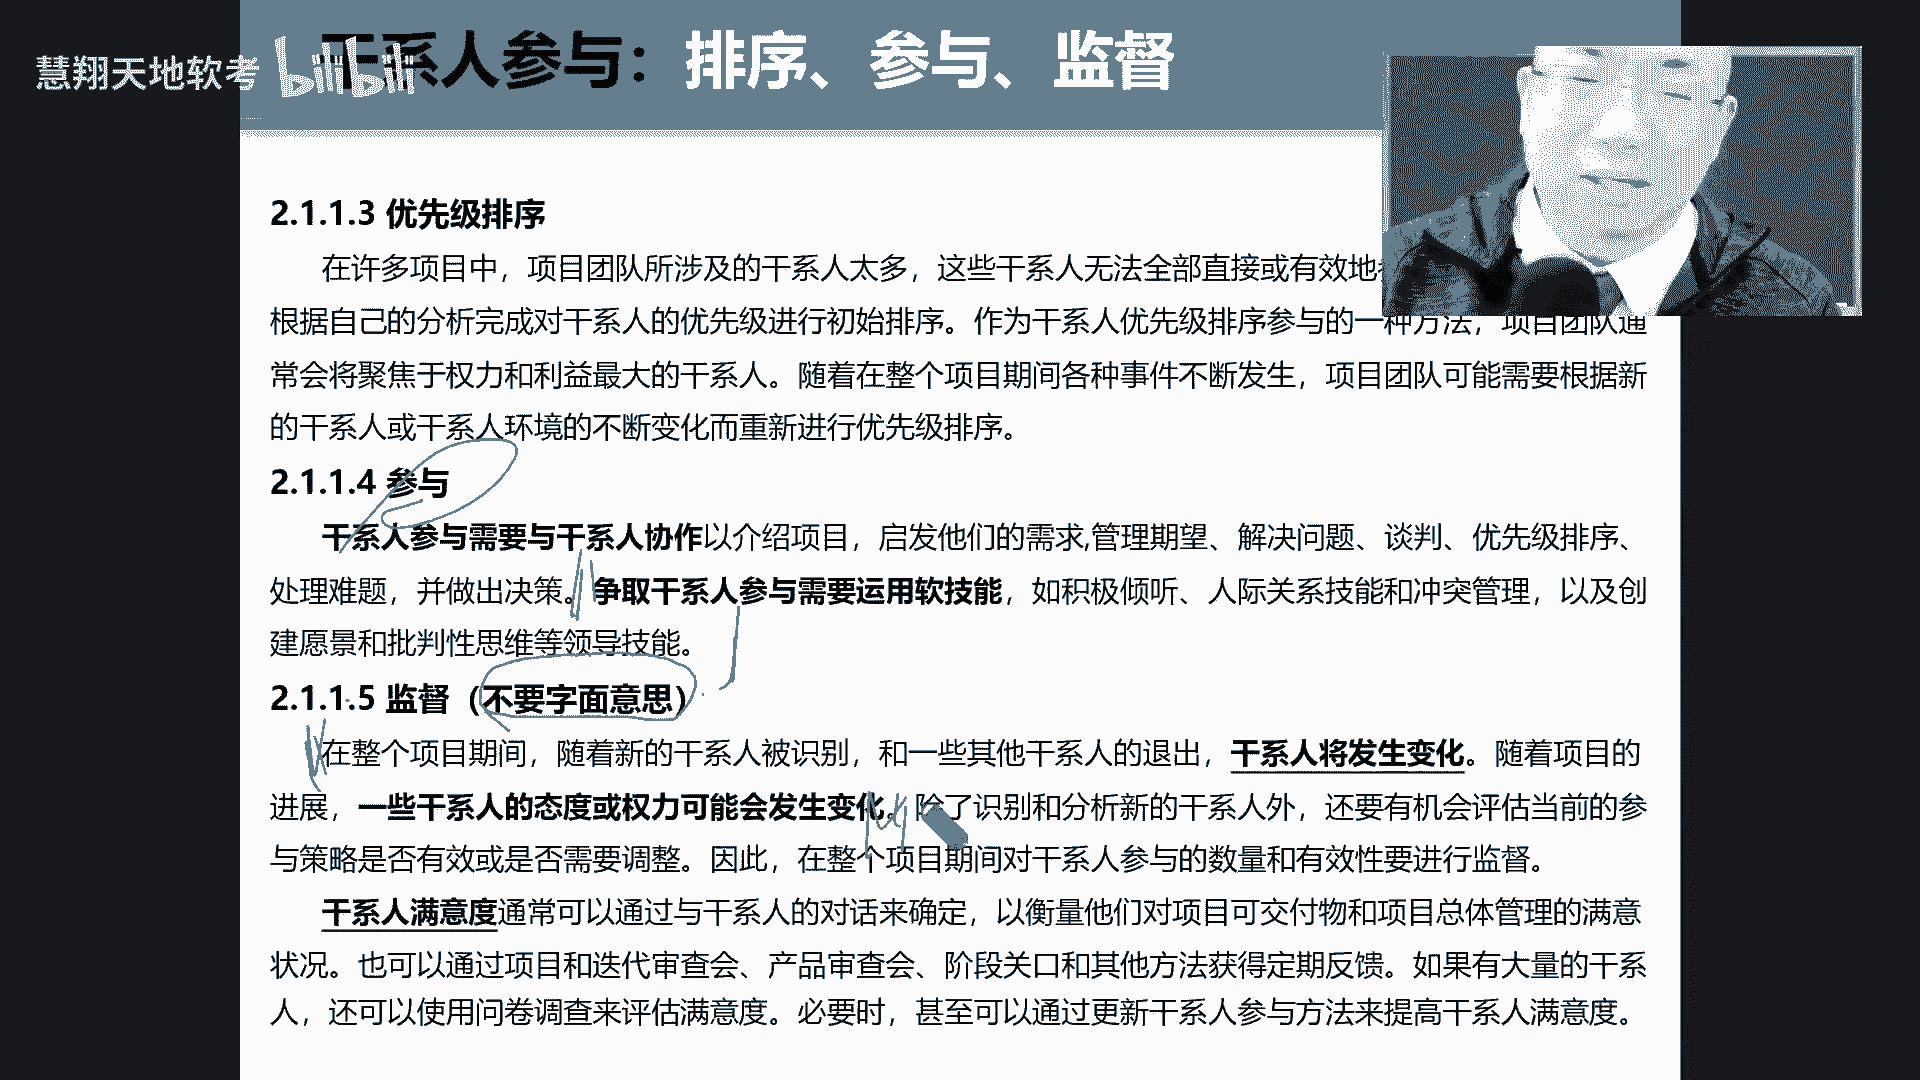 慧翔天地软考
bilibili
干系人参与：排序、参与、监督
2.1.1.3 优先级排序
在许多项目中，项目团队所涉及的干系人太多，这些干系人无法全部直接或有效地
根据自己的分析完成对干系人的优先级进行初始排序。作为干系人优先级排序参与的一种方法，项目团队通
常会将聚焦于权力和利益最大的干系人。随着在整个项目期间各种事件不断发生，项目团队可能需要根据新
的干系人或干系人环境的不断变化而重新进行优先级排序。
2.1.1.4 参与
干系人参与需要与干系人协作以介绍项目，启发他们的需求,管理期望、解决问题、谈判、优先级排序、
处理难题，并做出决策。争取干系人参与需要运用软技能，如积极倾听、人际关系技能和冲突管理，以及创
建愿景和批判性思维等领导技能。
2.1.1.5 监督（不要字面意思）
在整个项目期间，随着新的干系人被识别，和一些其他干系人的退出，干系人将发生变化。随着项目的
进展，一些干系人的态度或权力可能会发生变化。除了识别和分析新的干系人外，还要有机会评估当前的参
与策略是否有效或是否需要调整。因此，在整个项目期间对干系人参与的数量和有效性要进行监督。
干系人满意度通常可以通过与干系人的对话来确定，以衡量他们对项目可交付物和项目总体管理的满意
状况。也可以通过项目和迭代审查会、产品审查会、阶段关口和其他方法获得定期反馈。如果有大量的干系
人，还可以使用问卷调查来评估满意度。必要时，甚至可以通过更新干系人参与方法来提高干系人满意度。